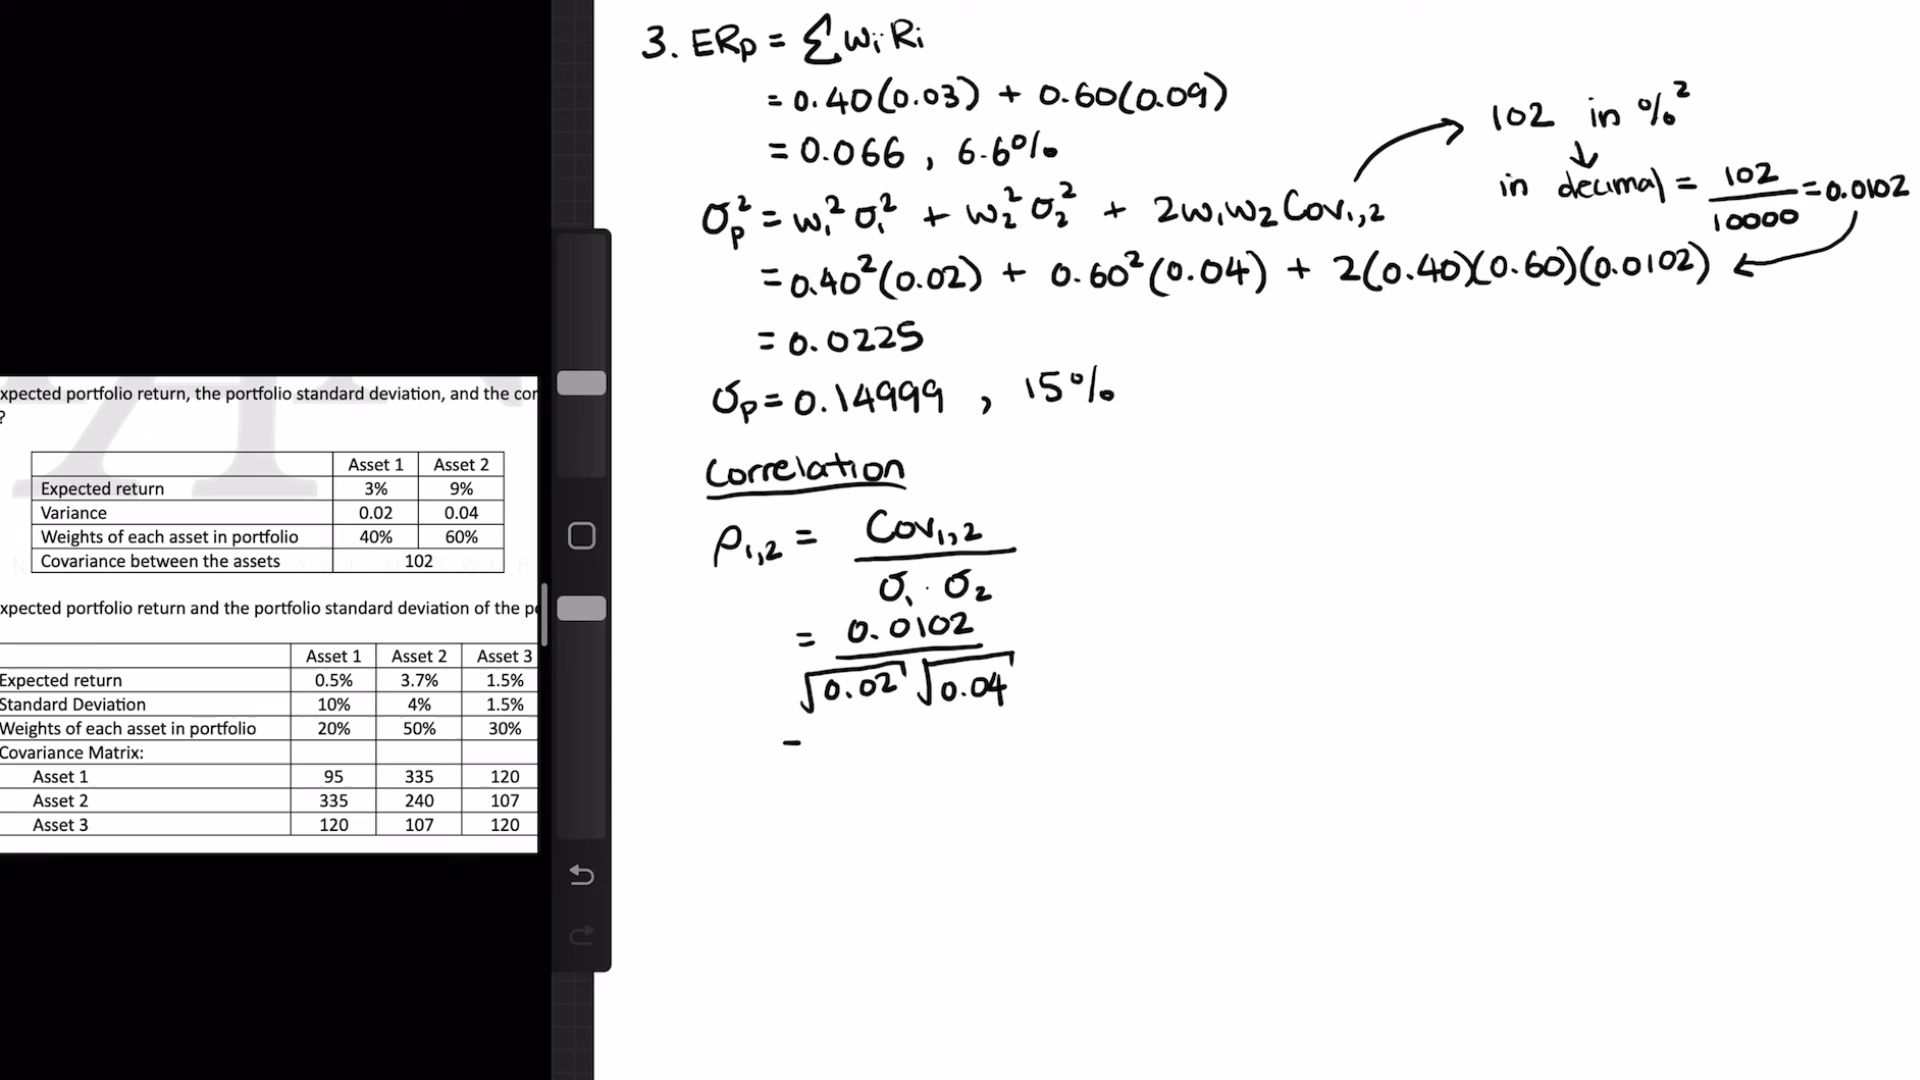 xpected portfolio return, the portfolio standard deviation, and the cor
?
Asset 1 Asset 2
Expected return 3% 9%
Variance 0.02 0.04
Weights of each asset in portfolio 40% 60%
Covariance between the assets 102
xpected portfolio return and the portfolio standard deviation of the p
Asset 1 Asset 2 Asset 3
Expected return 0.5% 3.7% 1.5%
Standard Deviation 10% 4% 1.5%
Weights of each asset in portfolio 20% 50% 30%
Covariance Matrix:
Asset 1 95 335 120
Asset 2 335 240 107
Asset 3 120 107 120
3. ERp = Σ wi Ri
= 0.40(0.03) + 0.60(0.09)
= 0.066 , 6.6%
σp² = w₁² σ₁² + w₂² σ₂² + 2w₁w₂ Cov₁,₂
= 0.40²(0.02) + 0.60²(0.04) + 2(0.40)(0.60)(0.0102)
= 0.0225
σp = 0.14999 , 15%
102 in %²
↓
in decimal = 102/10000 = 0.0102
Correlation
ρ₁,₂ = Cov₁,₂
σ₁ · σ₂
= 0.0102
√0.02 √0.04
-